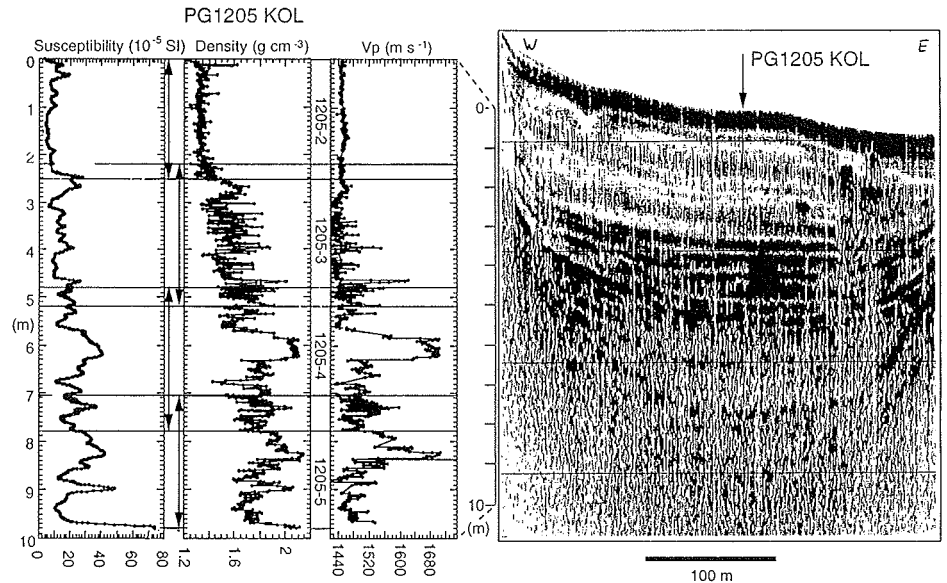 PG1205 KOL
Susceptibility (10⁻⁵ SI) Density (g cm⁻³) Vp (m s⁻¹)
0
1
2
3
4
5
(m)
6
7
8
9
10
0 20 40 60 80
1.2 1.6 2
1440 1520 1600 1680
1205-2
1205-3
1205-4
1205-5
W
E
PG1205 KOL
0
10
(m)
100 m